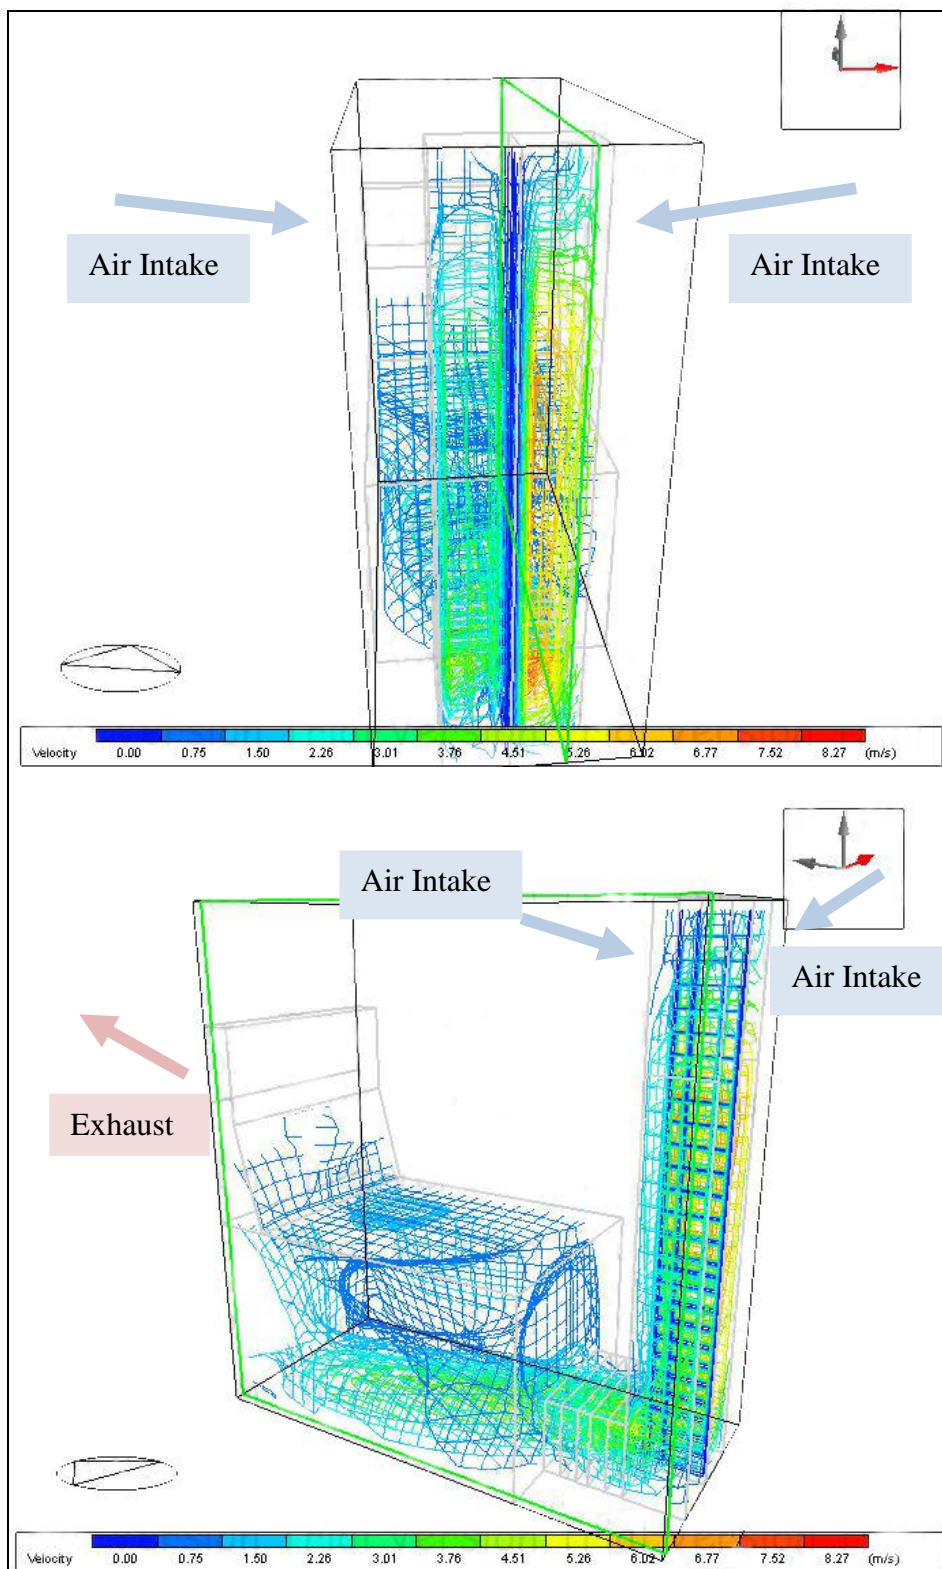 Air Intake
Air Intake
Velocity 0.00 0.75 1.50 2.26 3.01 3.76 4.51 5.26 6.02 6.77 7.52 8.27 (m/s)
Air Intake
Air Intake
Exhaust
Velocity 0.00 0.75 1.50 2.26 3.01 3.76 4.51 5.26 6.02 6.77 7.52 8.27 (m/s)